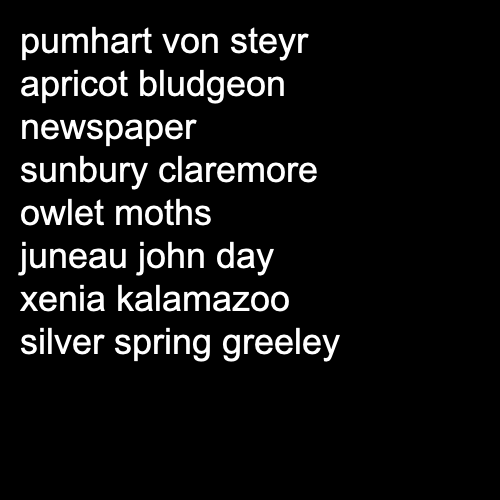 pumhart von steyr
apricot bludgeon
newspaper
sunbury claremore
owlet moths
juneau john day
xenia kalamazoo
silver spring greeley